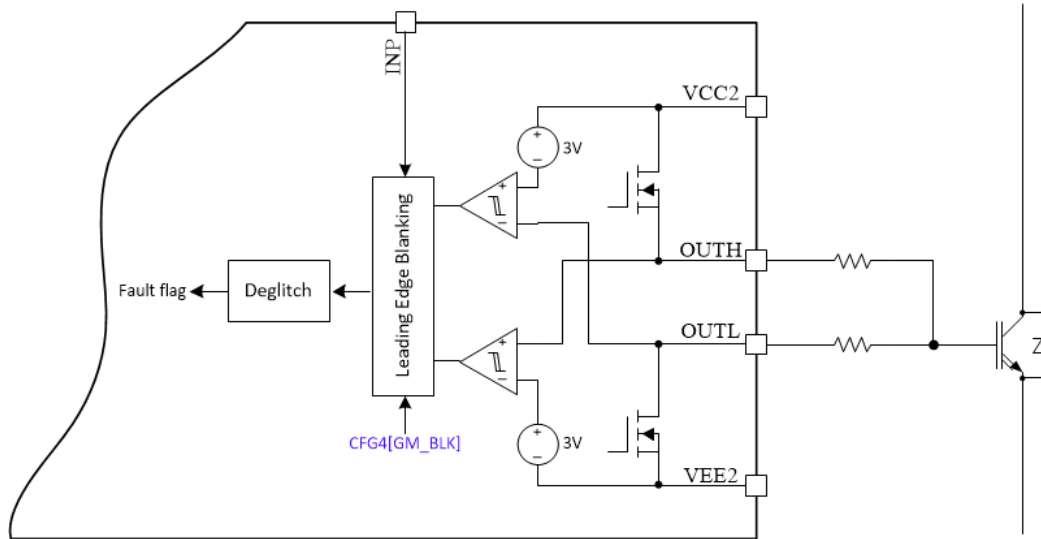 INP
VCC2
+
−
3V
+
−
Leading Edge Blanking
OUTH
Fault flag
Deglitch
OUTL
+
−
Z
+
−
3V
CFG4[GM_BLK]
VEE2